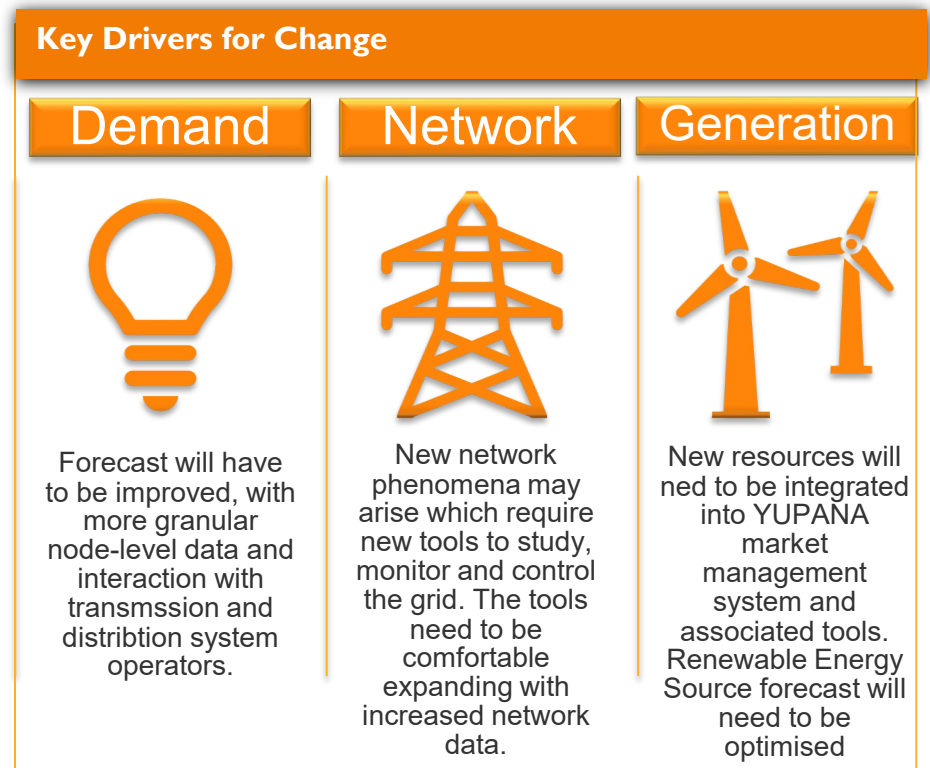 Key Drivers for Change
Demand
Network
Generation
Forecast will have
to be improved, with
more granular
node-level data and
interaction with
transmssion and
distribtion system
operators.
New network
phenomena may
arise which require
new tools to study,
monitor and control
the grid. The tools
need to be
comfortable
expanding with
increased network
data.
New resources will
ned to be integrated
into YUPANA
market
management
system and
associated tools.
Renewable Energy
Source forecast will
need to be
optimised